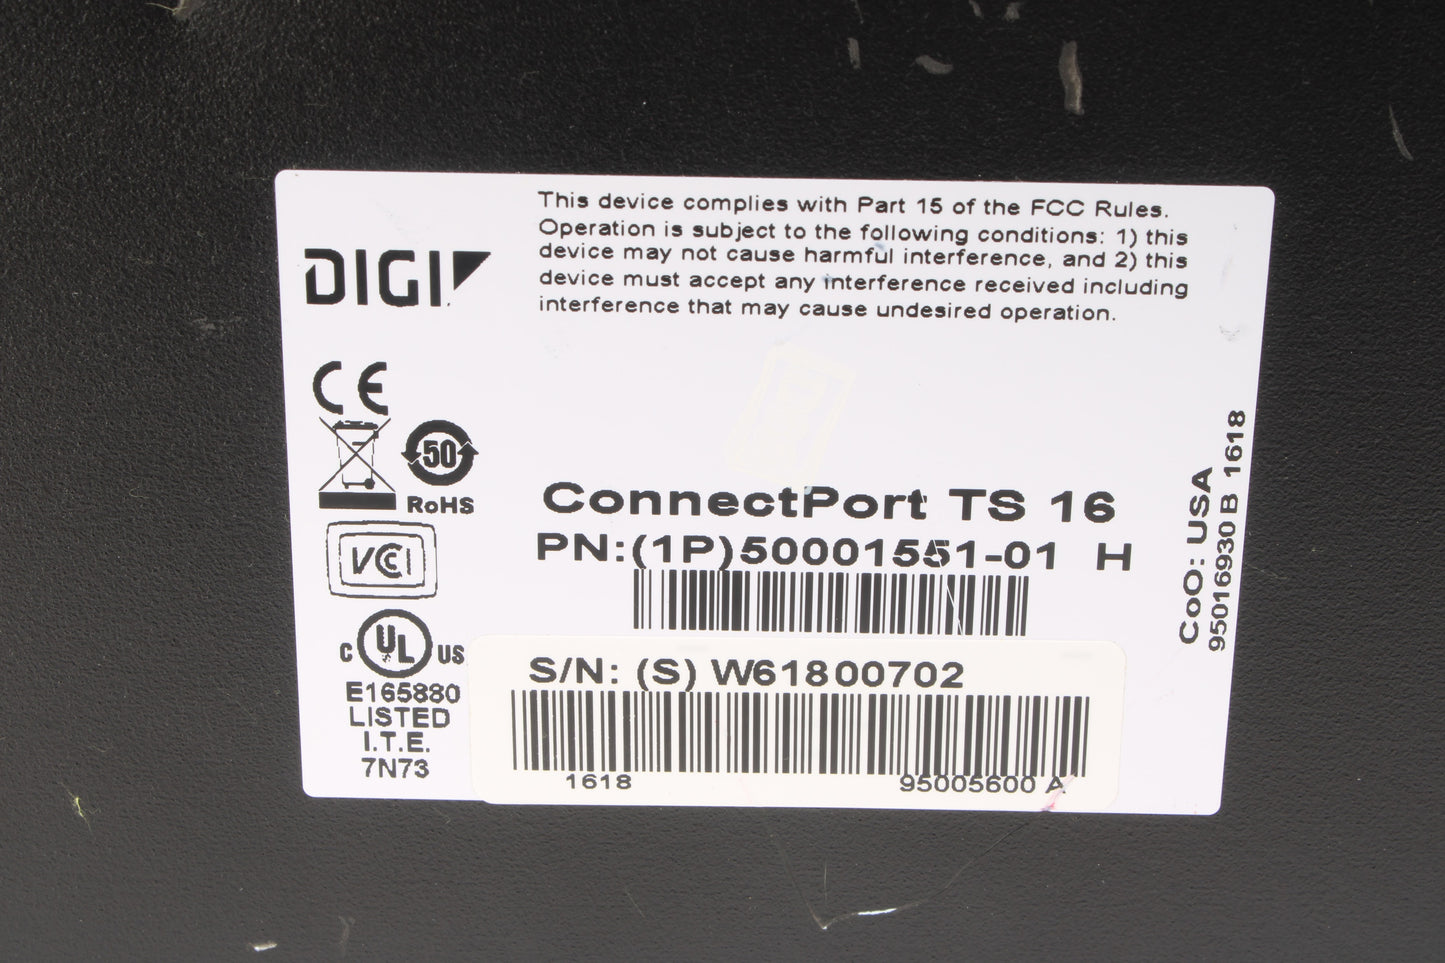 DIGI
This device complies with Part 15 of the FCC Rules.
Operation is subject to the following conditions: 1) this
device may not cause harmful interference, and 2) this
device must accept any interference received including
interference that may cause undesired operation.
CE
50
RoHS
VCCI
C UL US
E165880
LISTED
I.T.E.
7N73
ConnectPort TS 16
PN:(1P)50001551-01 H
S/N: (S) W61800702
1618 95005600 A
CoO: USA
95016930 B 1618